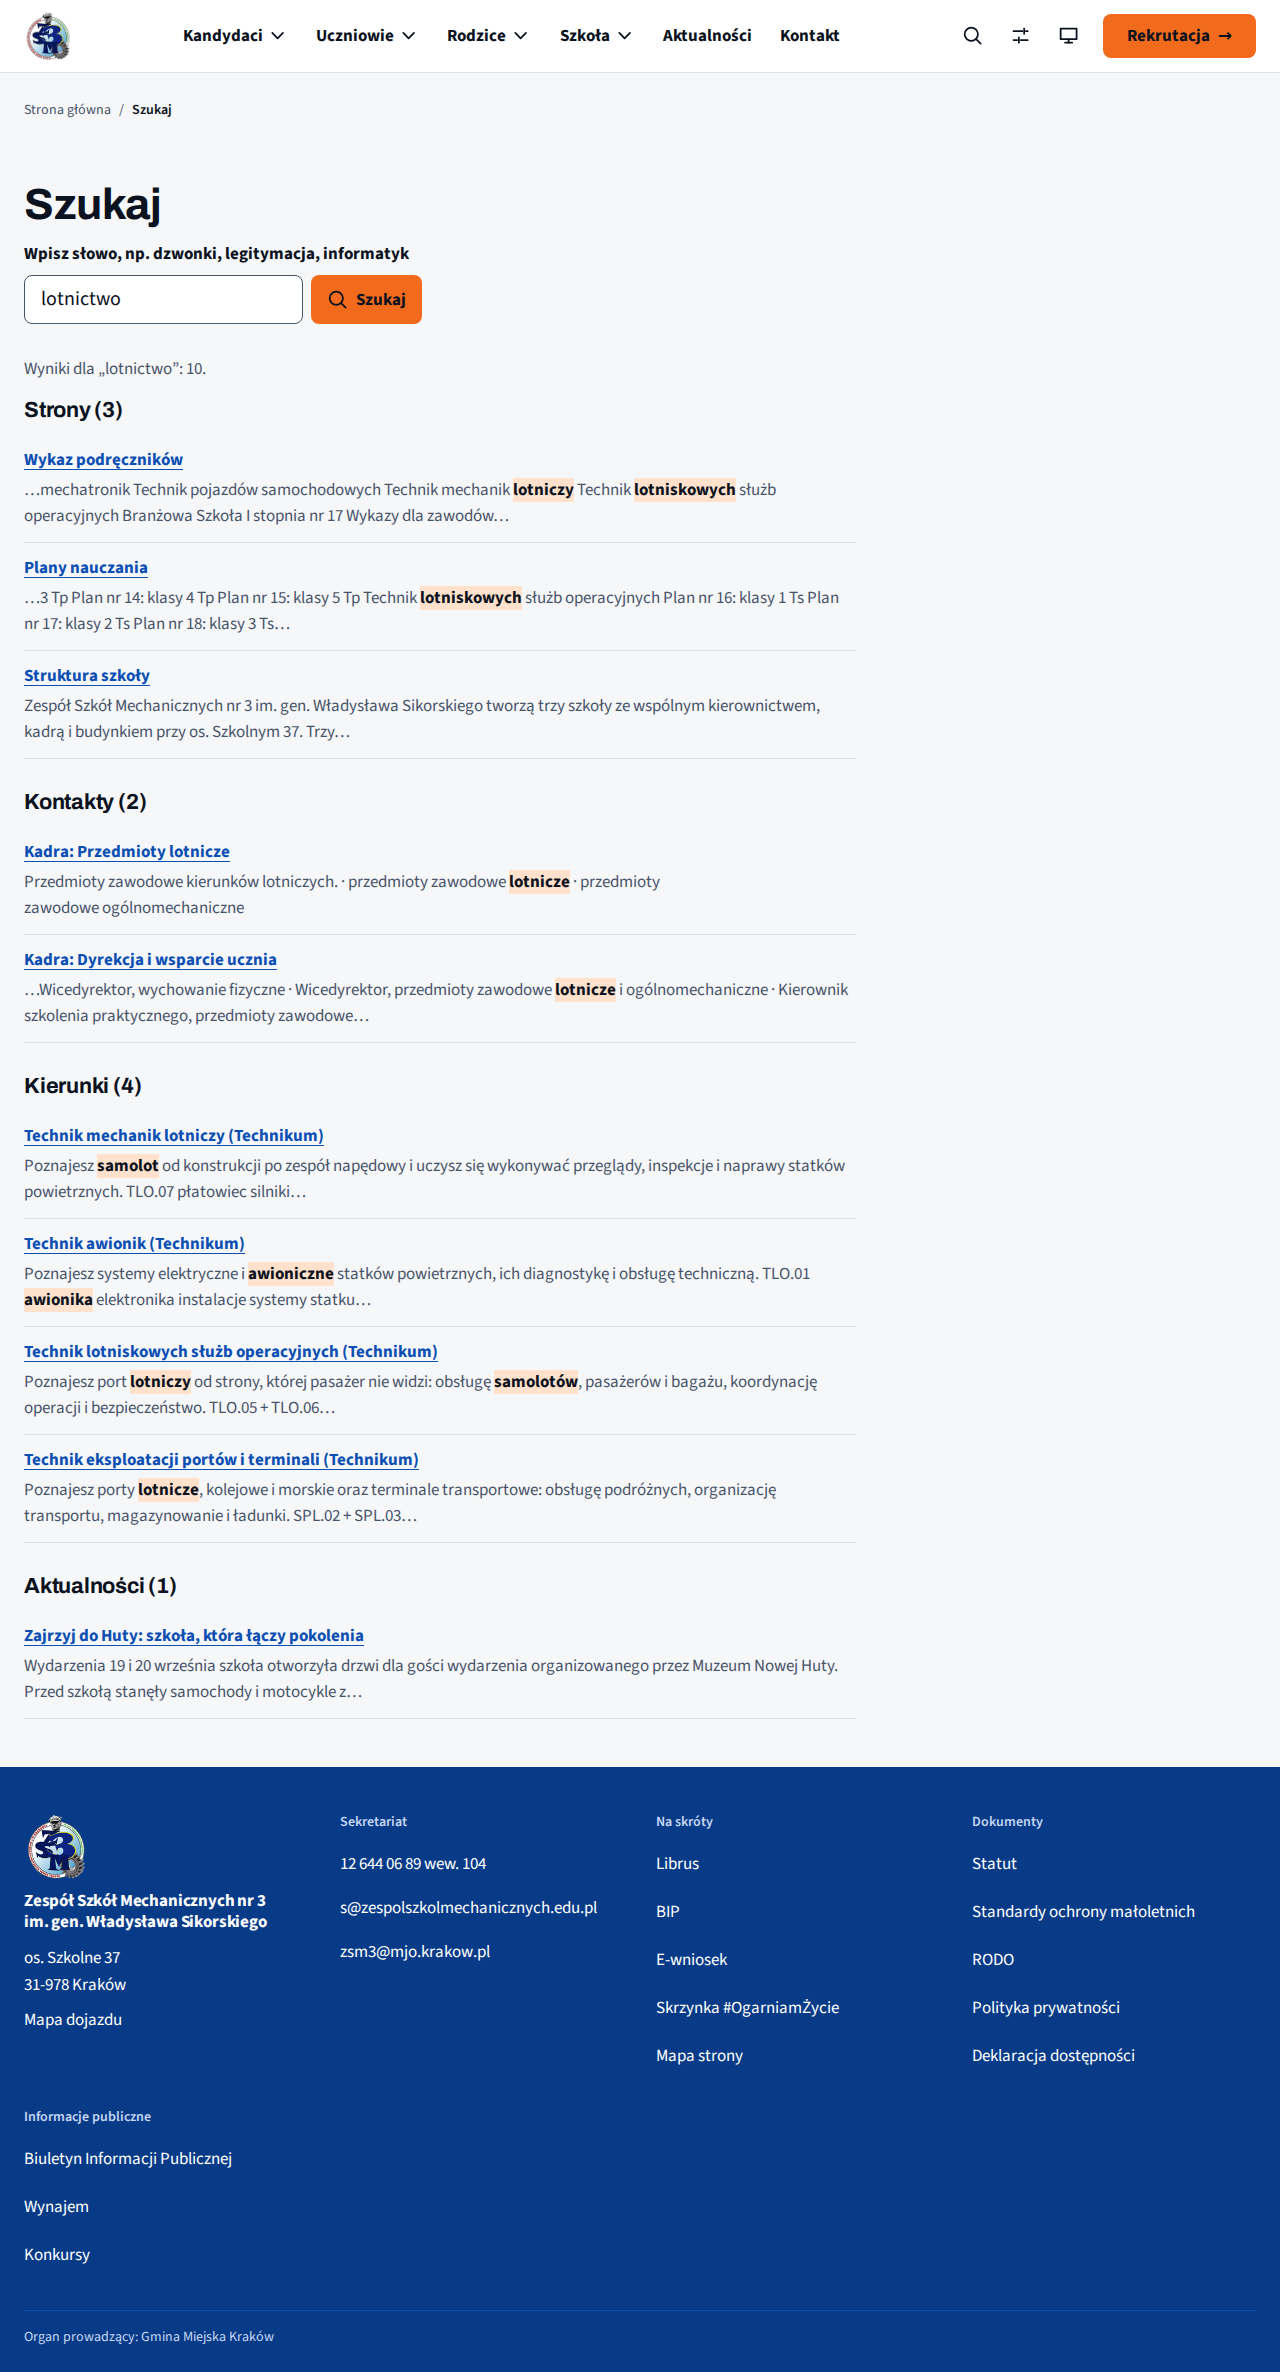 Kandydaci Uczniowie Rodzice Szkoła Aktualności Kontakt Rekrutacja →
Strona główna / Szukaj
Szukaj
Wpisz słowo, np. dzwonki, legitymacja, informatyk
lotnictwo Szukaj
Wyniki dla „lotnictwo”: 10.
Strony (3)
Wykaz podręczników
…mechatronik Technik pojazdów samochodowych Technik mechanik lotniczy Technik lotniskowych służb
operacyjnych Branżowa Szkoła I stopnia nr 17 Wykazy dla zawodów…
Plany nauczania
…3 Tp Plan nr 14: klasy 4 Tp Plan nr 15: klasy 5 Tp Technik lotniskowych służb operacyjnych Plan nr 16: klasy 1 Ts Plan
nr 17: klasy 2 Ts Plan nr 18: klasy 3 Ts…
Struktura szkoły
Zespół Szkół Mechanicznych nr 3 im. gen. Władysława Sikorskiego tworzą trzy szkoły ze wspólnym kierownictwem,
kadrą i budynkiem przy os. Szkolnym 37. Trzy…
Kontakty (2)
Kadra: Przedmioty lotnicze
Przedmioty zawodowe kierunków lotniczych. · przedmioty zawodowe lotnicze · przedmioty
zawodowe ogólnomechaniczne
Kadra: Dyrekcja i wsparcie ucznia
…Wicedyrektor, wychowanie fizyczne · Wicedyrektor, przedmioty zawodowe lotnicze i ogólnomechaniczne · Kierownik
szkolenia praktycznego, przedmioty zawodowe…
Kierunki (4)
Technik mechanik lotniczy (Technikum)
Poznajesz samolot od konstrukcji po zespół napędowy i uczysz się wykonywać przeglądy, inspekcje i naprawy statków
powietrznych. TLO.07 płatowiec silniki…
Technik awionik (Technikum)
Poznajesz systemy elektryczne i awioniczne statków powietrznych, ich diagnostykę i obsługę techniczną. TLO.01
awionika elektronika instalacje systemy statku…
Technik lotniskowych służb operacyjnych (Technikum)
Poznajesz port lotniczy od strony, której pasażer nie widzi: obsługę samolotów, pasażerów i bagażu, koordynację
operacji i bezpieczeństwo. TLO.05 + TLO.06…
Technik eksploatacji portów i terminali (Technikum)
Poznajesz porty lotnicze, kolejowe i morskie oraz terminale transportowe: obsługę podróżnych, organizację
transportu, magazynowanie i ładunki. SPL.02 + SPL.03…
Aktualności (1)
Zajrzyj do Huty: szkoła, która łączy pokolenia
Wydarzenia 19 i 20 września szkoła otworzyła drzwi dla gości wydarzenia organizowanego przez Muzeum Nowej Huty.
Przed szkołą stanęły samochody i motocykle z…
Zespół Szkół Mechanicznych nr 3
im. gen. Władysława Sikorskiego
os. Szkolne 37
31-978 Kraków
Mapa dojazdu
Sekretariat
12 644 06 89 wew. 104
s@zespolszkolmechanicznych.edu.pl
zsm3@mjo.krakow.pl
Na skróty
Librus
BIP
E-wniosek
Skrzynka #OgarniamŻycie
Mapa strony
Dokumenty
Statut
Standardy ochrony małoletnich
RODO
Polityka prywatności
Deklaracja dostępności
Informacje publiczne
Biuletyn Informacji Publicznej
Wynajem
Konkursy
Organ prowadzący: Gmina Miejska Kraków